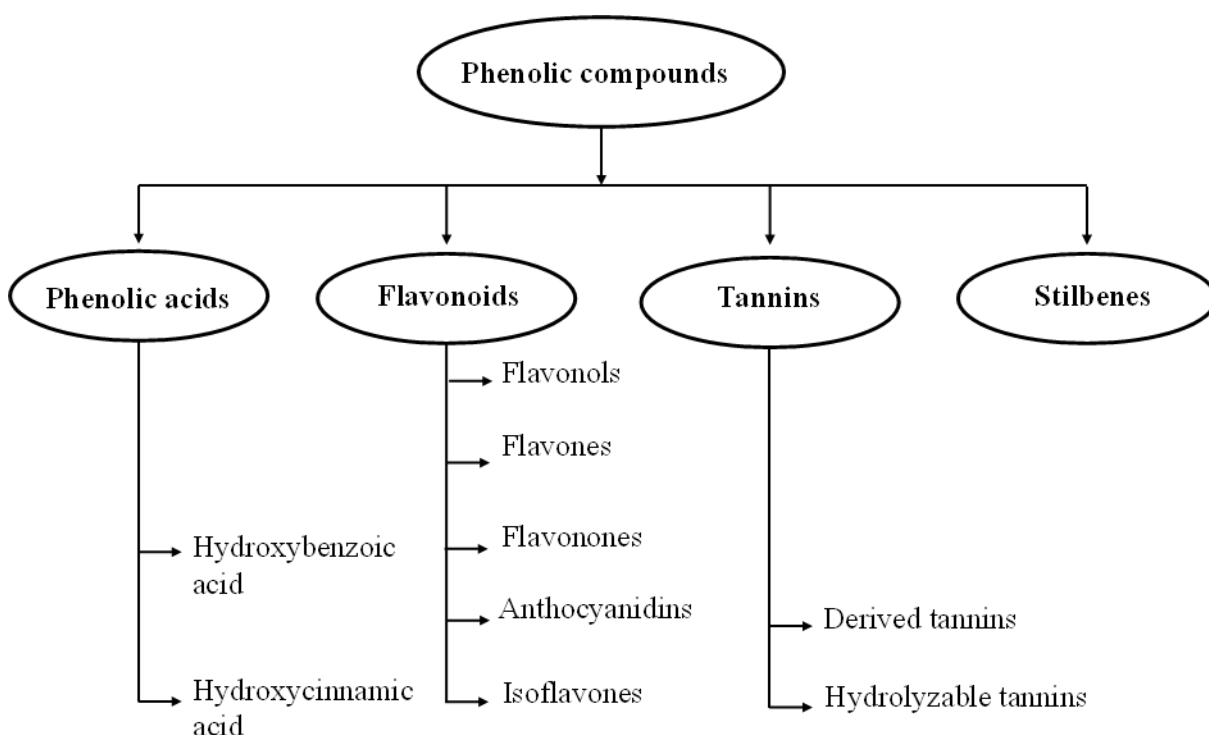 Phenolic compounds
Phenolic acids
Flavonoids
Tannins
Stilbenes
Flavonols
Flavones
Flavonones
Anthocyanidins
Isoflavones
Hydroxybenzoic
acid
Hydroxycinnamic
acid
Derived tannins
Hydrolyzable tannins